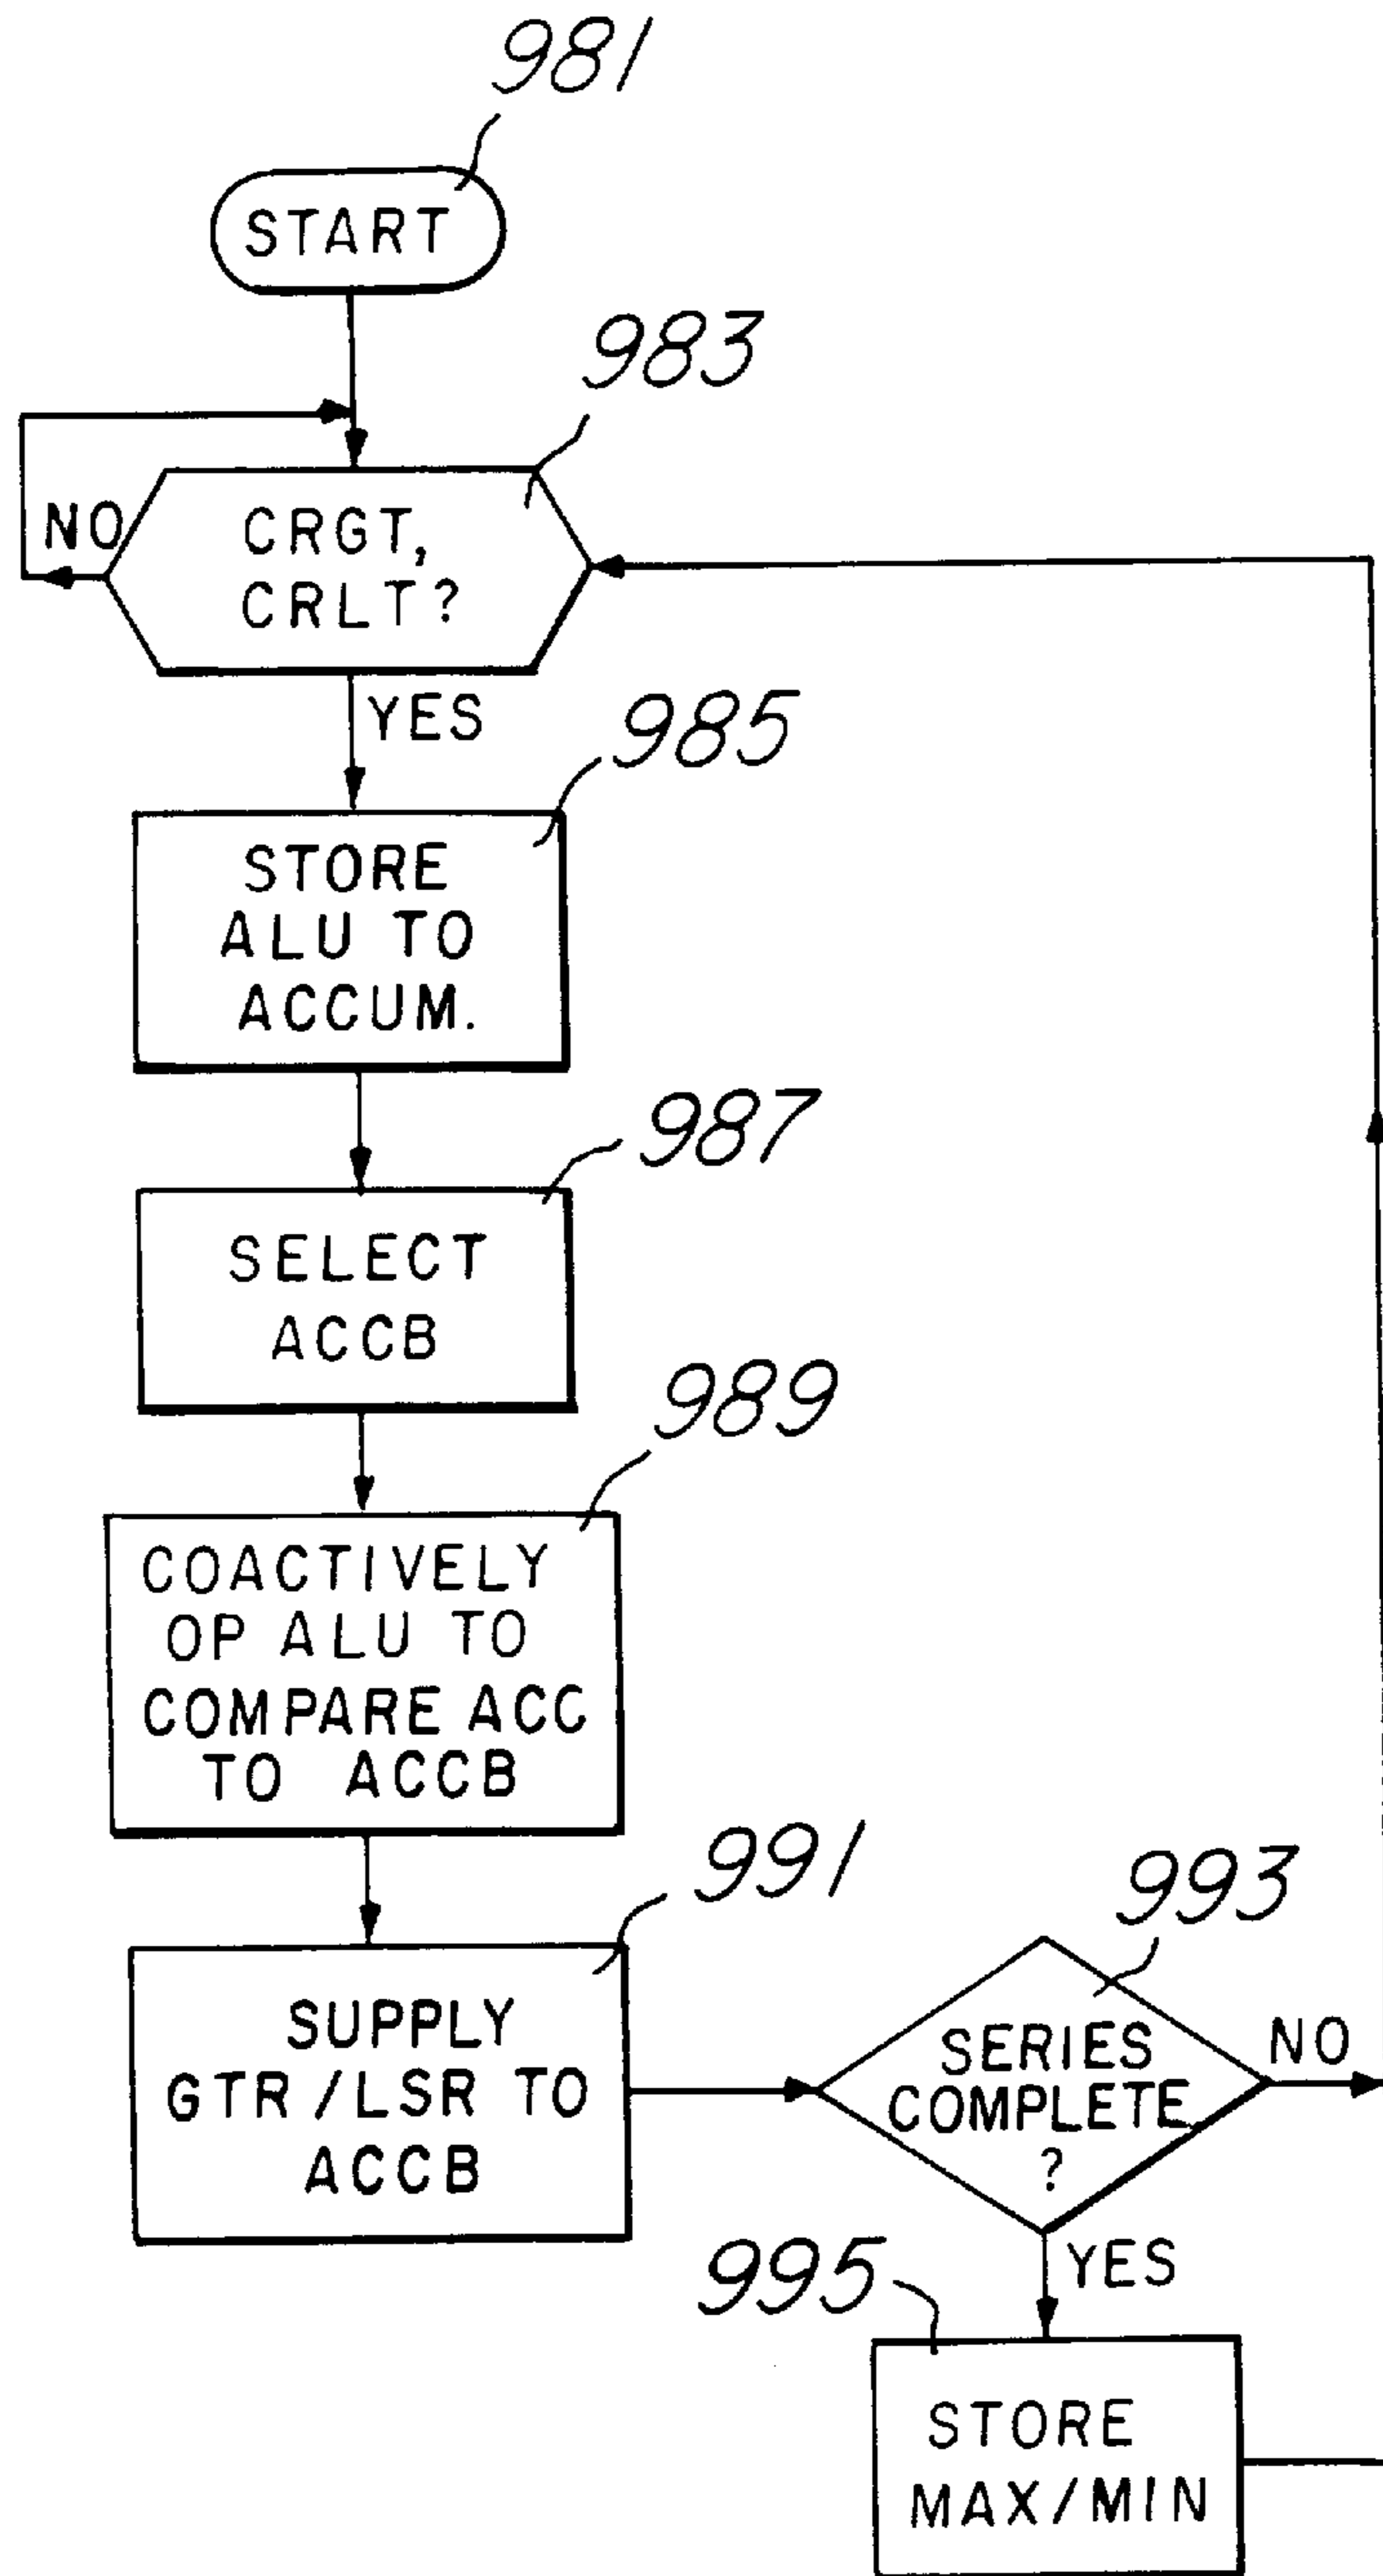 981
START
983
NO
CRGT,
CRLT?
YES
985
STORE
ALU TO
ACCUM.
987
SELECT
ACCB
989
COACTIVELY
OP ALU TO
COMPARE ACC
TO ACCB
991
SUPPLY
GTR/LSR TO
ACCB
993
SERIES
COMPLETE
?
NO
YES
995
STORE
MAX/MIN